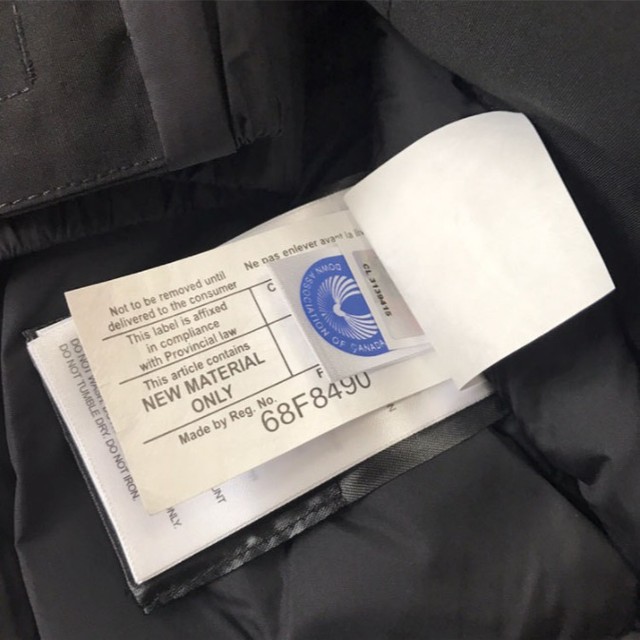 Not to be removed until
delivered to the consumer
This label is affixed
in compliance
with Provincial law
This article contains
NEW MATERIAL
ONLY
Made by Reg. No.
68F8490
Ne pas enlever avant la
C
F
DOWN ASSOCIATION OF CANADA
DO NOT TUMBLE DRY. DO NOT IRON.
ONLY.